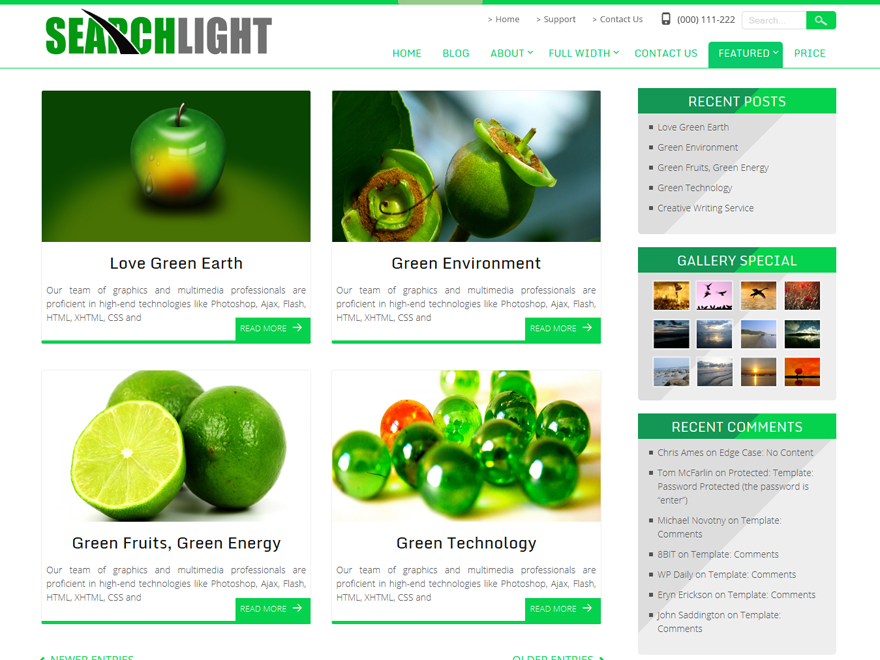 > Home > Support > Contact Us (000) 111-222 Search...
SEARCHLIGHT
HOME BLOG ABOUT FULL WIDTH CONTACT US FEATURED PRICE
Love Green Earth
Our team of graphics and multimedia professionals are
proficient in high-end technologies like Photoshop, Ajax, Flash,
HTML, XHTML, CSS and
READ MORE
Green Environment
Our team of graphics and multimedia professionals are
proficient in high-end technologies like Photoshop, Ajax, Flash,
HTML, XHTML, CSS and
READ MORE
Green Fruits, Green Energy
Our team of graphics and multimedia professionals are
proficient in high-end technologies like Photoshop, Ajax, Flash,
HTML, XHTML, CSS and
READ MORE
Green Technology
Our team of graphics and multimedia professionals are
proficient in high-end technologies like Photoshop, Ajax, Flash,
HTML, XHTML, CSS and
READ MORE
NEWER ENTRIES
OLDER ENTRIES
RECENT POSTS
Love Green Earth
Green Environment
Green Fruits, Green Energy
Green Technology
Creative Writing Service
GALLERY SPECIAL
RECENT COMMENTS
Chris Ames on Edge Case: No Content
Tom McFarlin on Protected: Template:
Password Protected (the password is
"enter")
Michael Novotny on Template:
Comments
8BIT on Template: Comments
WP Daily on Template: Comments
Eryn Erickson on Template: Comments
John Saddington on Template:
Comments